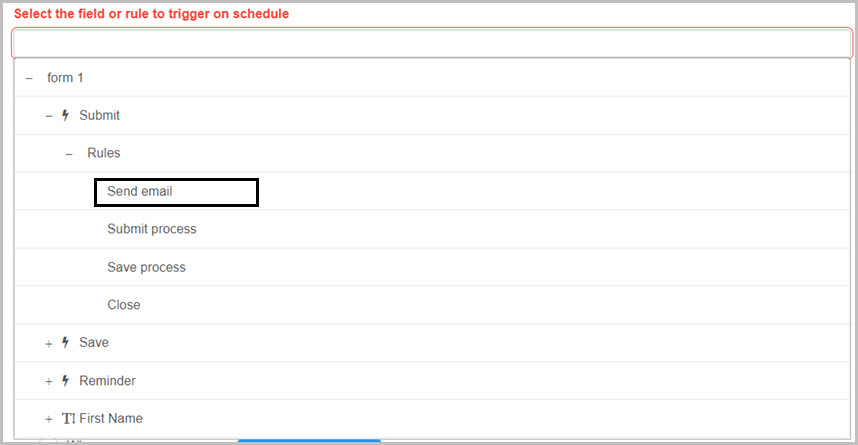 Select the field or rule to trigger on schedule
– form 1
– Submit
– Rules
Send email
Submit process
Save process
Close
+ Save
+ Reminder
+ First Name